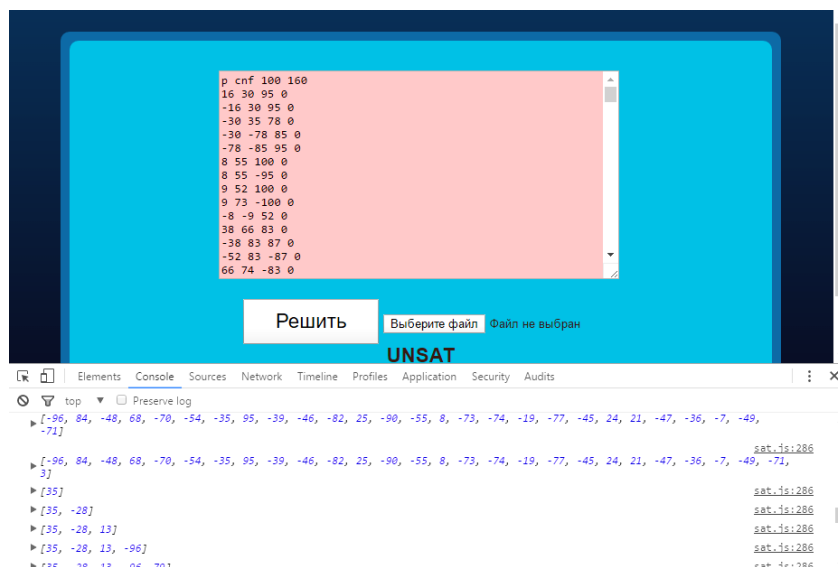 p cnf 100 160
16 30 95 0
-16 30 95 0
-30 35 78 0
-30 -78 85 0
-78 -85 95 0
8 55 100 0
8 55 -95 0
9 52 100 0
9 73 -100 0
-8 -9 52 0
38 66 83 0
-38 83 87 0
-52 83 -87 0
66 74 -83 0
Решить
Выберите файл Файл не выбран
UNSAT
Elements Console Sources Network Timeline Profiles Application Security Audits
top Preserve log
[-96, 84, -48, 68, -70, -54, -35, 95, -39, -46, -82, 25, -90, -55, 8, -73, -74, -19, -77, -45, 24, 21, -47, -36, -7, -49,
-71]
sat.js:286
[-96, 84, -48, 68, -70, -54, -35, 95, -39, -46, -82, 25, -90, -55, 8, -73, -74, -19, -77, -45, 24, 21, -47, -36, -7, -49, -71,
3]
[35] sat.js:286
[35, -28] sat.js:286
[35, -28, 13] sat.js:286
[35, -28, 13, -96] sat.js:286
[35, -28, 13, -96, 79] sat.js:286